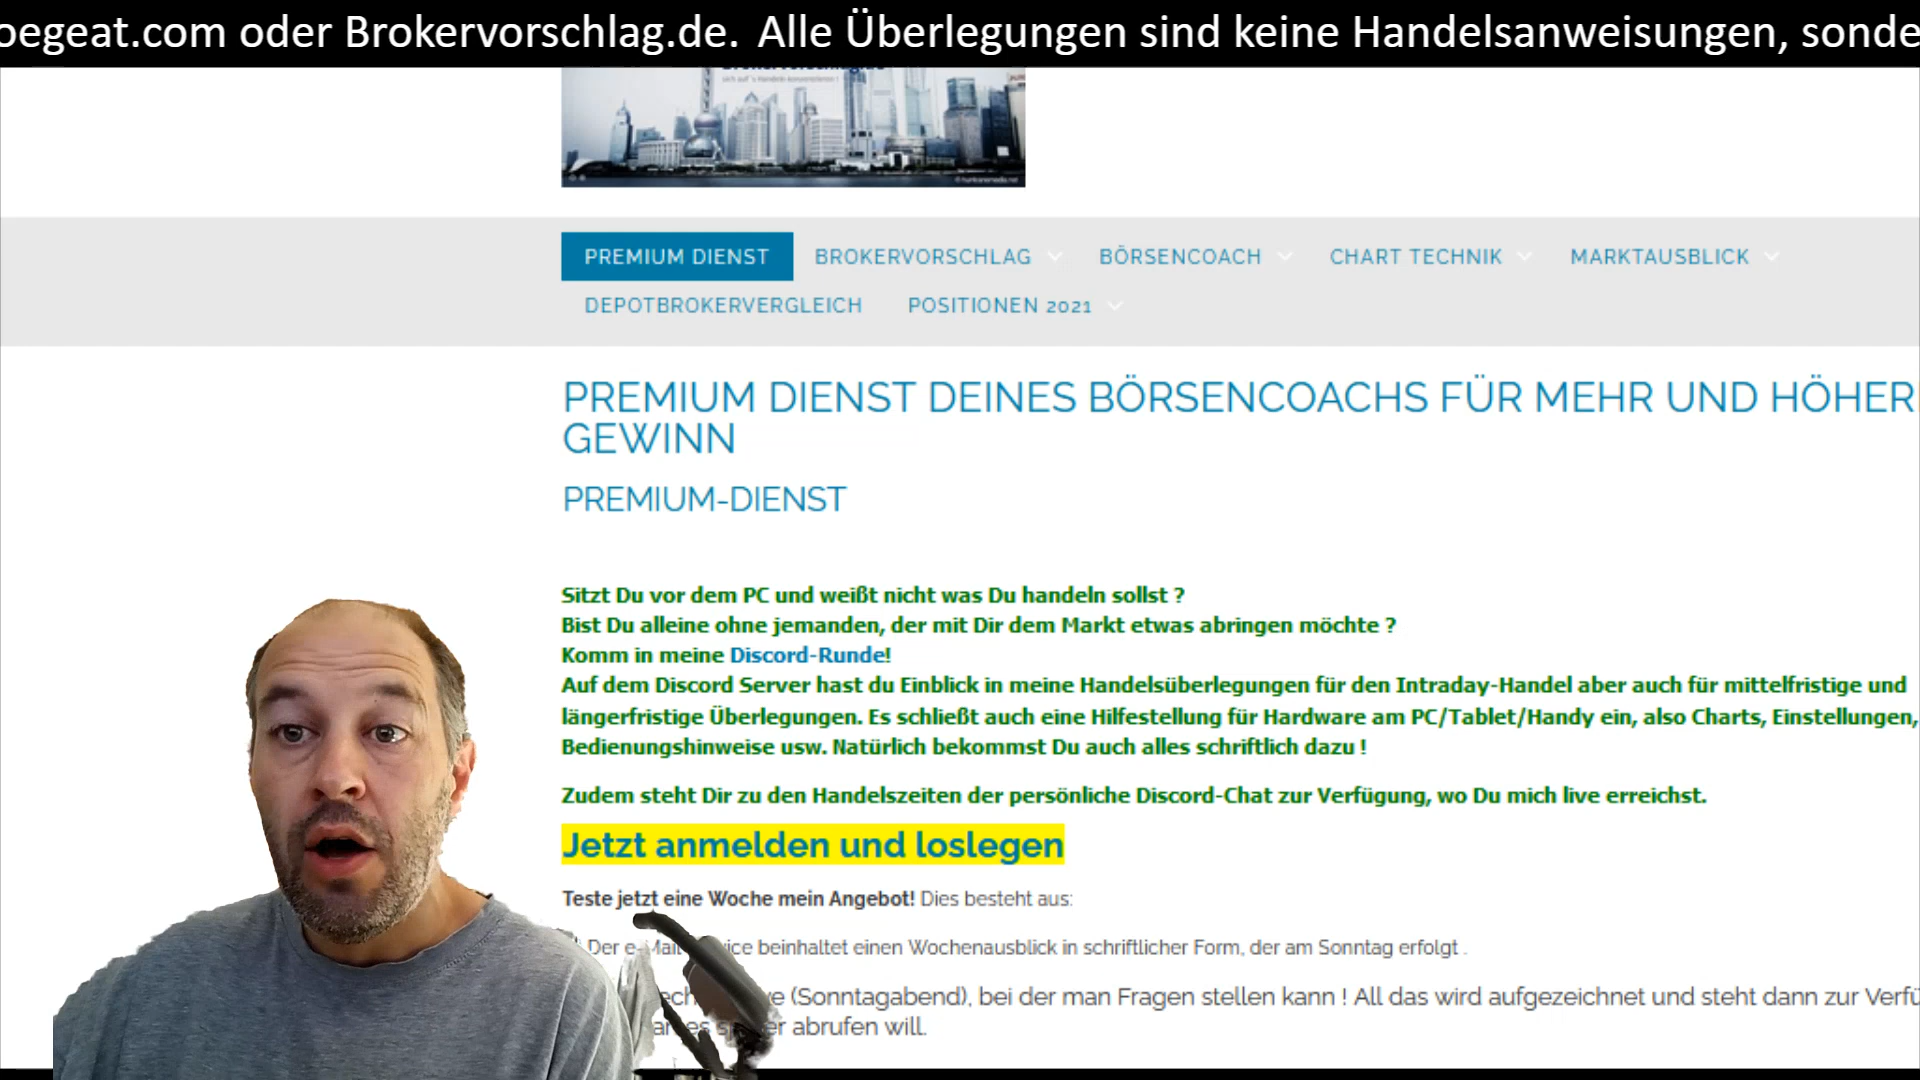 oegeat.com oder Brokervorschlag.de. Alle Überlegungen sind keine Handelsanweisungen, sonde
PREMIUM DIENST BROKERVORSCHLAG BÖRSENCOACH CHART TECHNIK MARKTAUSBLICK
DEPOTBROKERVERGLEICH POSITIONEN 2021
PREMIUM DIENST DEINES BÖRSENCOACHS FÜR MEHR UND HÖHER
GEWINN
PREMIUM-DIENST
Sitzt Du vor dem PC und weißt nicht was Du handeln sollst ?
Bist Du alleine ohne jemanden, der mit Dir dem Markt etwas abringen möchte ?
Komm in meine Discord-Runde!
Auf dem Discord Server hast du Einblick in meine Handelsüberlegungen für den Intraday-Handel aber auch für mittelfristige und
längerfristige Überlegungen. Es schließt auch eine Hilfestellung für Hardware am PC/Tablet/Handy ein, also Charts, Einstellungen,
Bedienungshinweise usw. Natürlich bekommst Du auch alles schriftlich dazu !
Zudem steht Dir zu den Handelszeiten der persönliche Discord-Chat zur Verfügung, wo Du mich live erreichst.
Jetzt anmelden und loslegen
Teste jetzt eine Woche mein Angebot! Dies besteht aus:
Der beinhaltet einen Wochenausblick in schriftlicher Form, der am Sonntag erfolgt .
(Sonntagabend), bei der man Fragen stellen kann ! All das wird aufgezeichnet und steht dann zur Verfü
abrufen will.